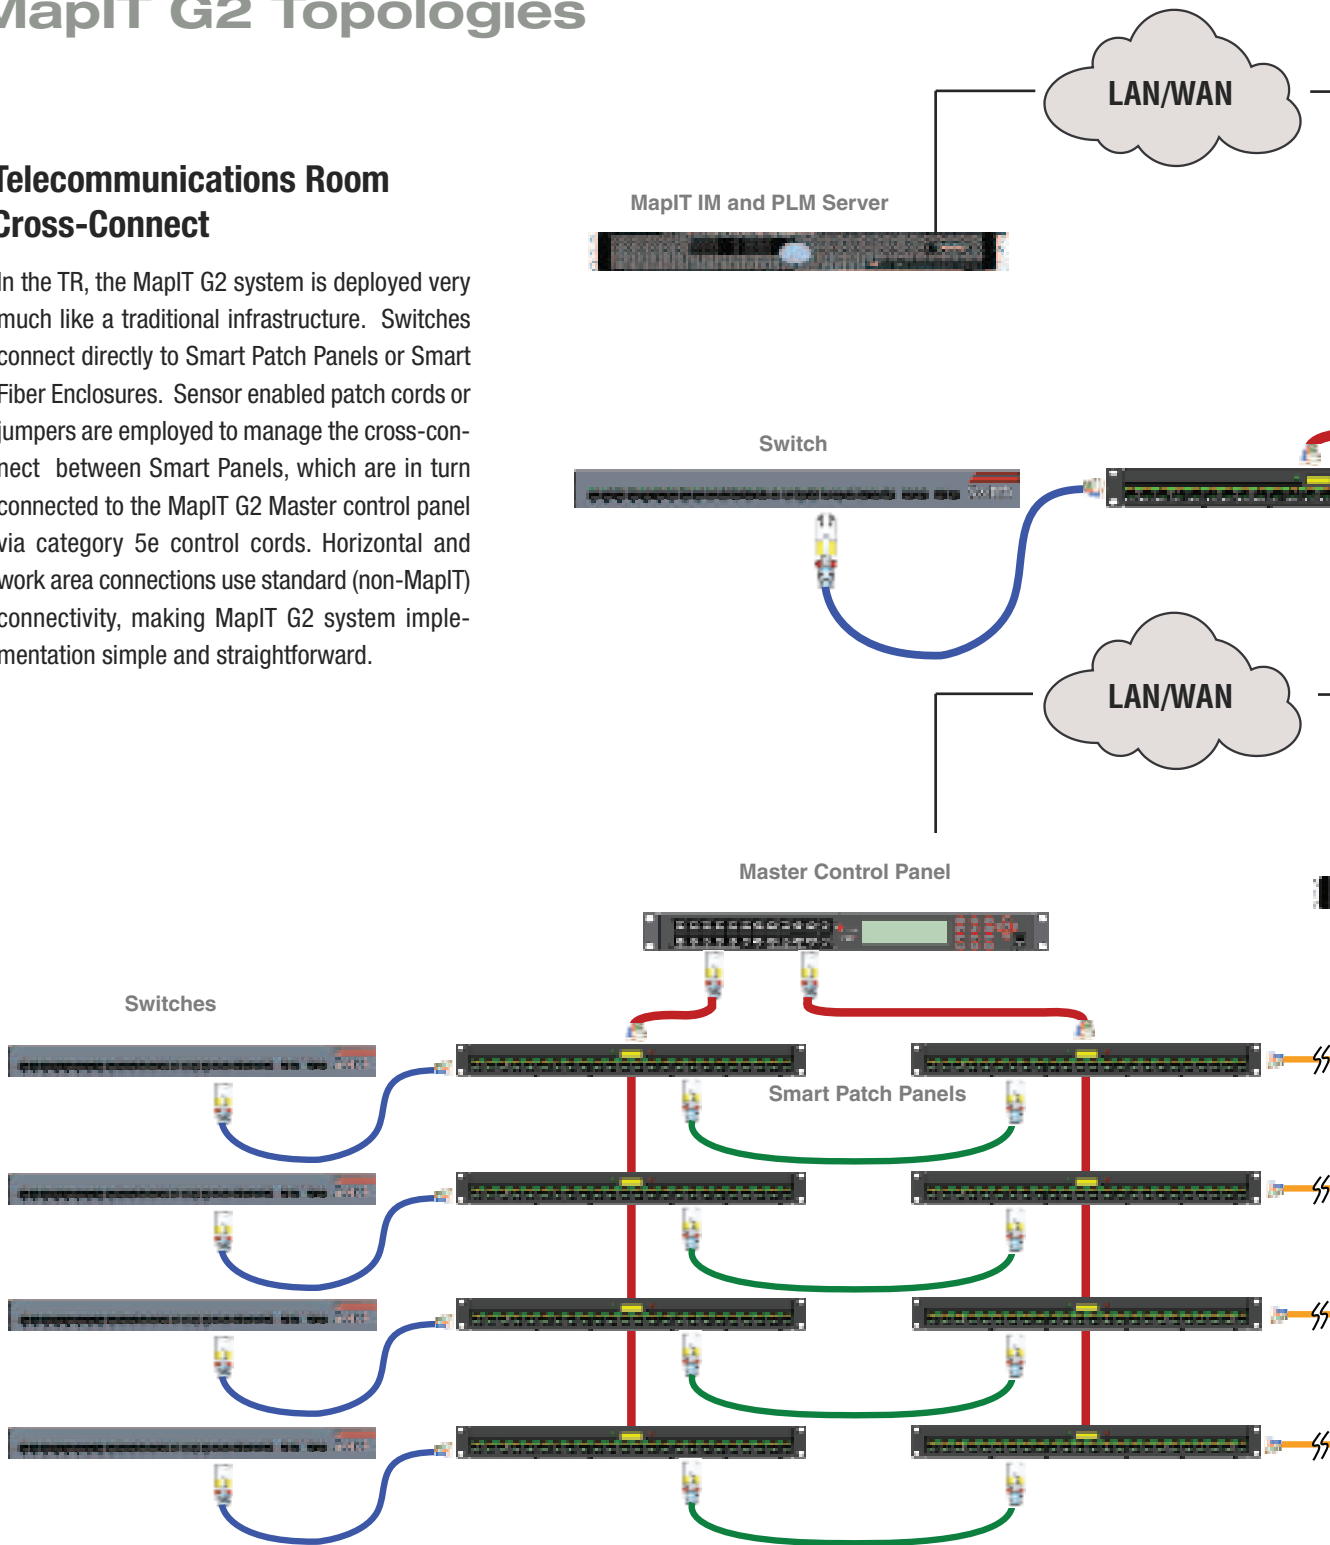 MapIT G2 Topologies
Telecommunications Room
Cross-Connect
In the TR, the MapIT G2 system is deployed very
much like a traditional infrastructure. Switches
connect directly to Smart Patch Panels or Smart
Fiber Enclosures. Sensor enabled patch cords or
jumpers are employed to manage the cross-con-
nect between Smart Panels, which are in turn
connected to the MapIT G2 Master control panel
via category 5e control cords. Horizontal and
work area connections use standard (non-MapIT)
connectivity, making MapIT G2 system imple-
mentation simple and straightforward.
LAN/WAN
MapIT IM and PLM Server
Switch
Switch
LAN/WAN
Master Control Panel
Switches
Smart Patch Panels